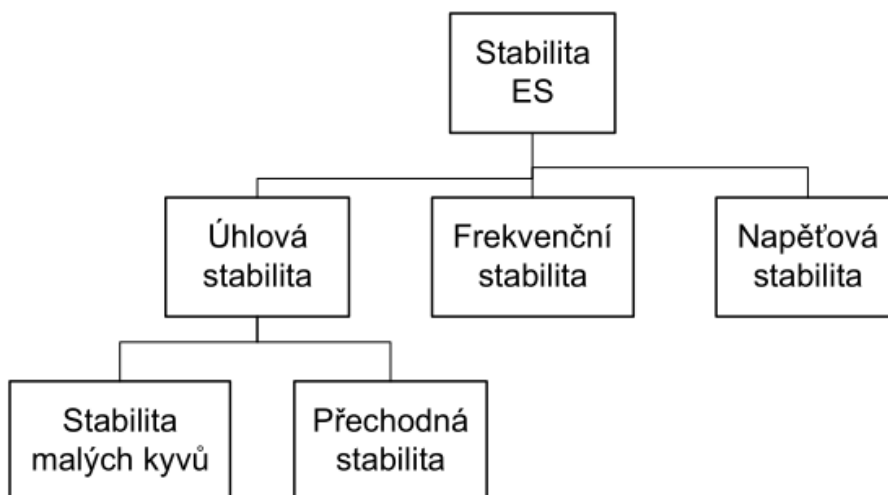 Stabilita
ES
Úhlová
stabilita
Frekvenční
stabilita
Napěťová
stabilita
Stabilita
malých kyvů
Přechodná
stabilita